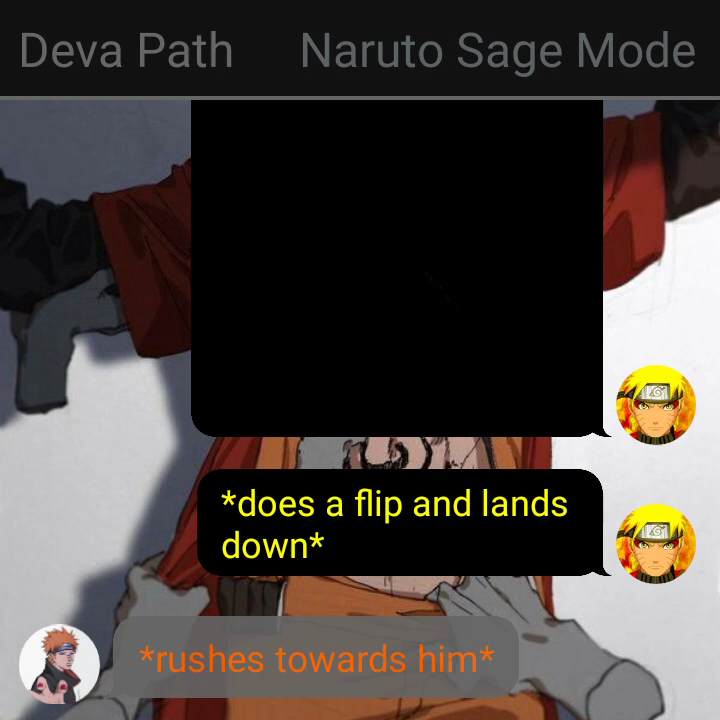 Deva Path Naruto Sage Mode
*does a flip and lands
down*
*rushes towards him*